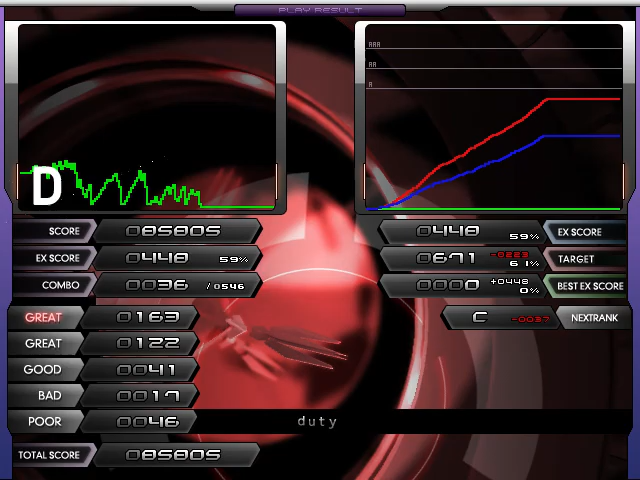 PLAY RESULT
AAA
AA
A
D
SCORE 085805
EX SCORE 0448 59%
COMBO 0036 /0546
GREAT 0163
GREAT 0122
GOOD 0041
BAD 0017
POOR 0046
TOTAL SCORE 085805
0448 59% EX SCORE
0671 -0223 61% TARGET
0000 +0448 0% BEST EX SCORE
C -0037 NEXTRANK
duty